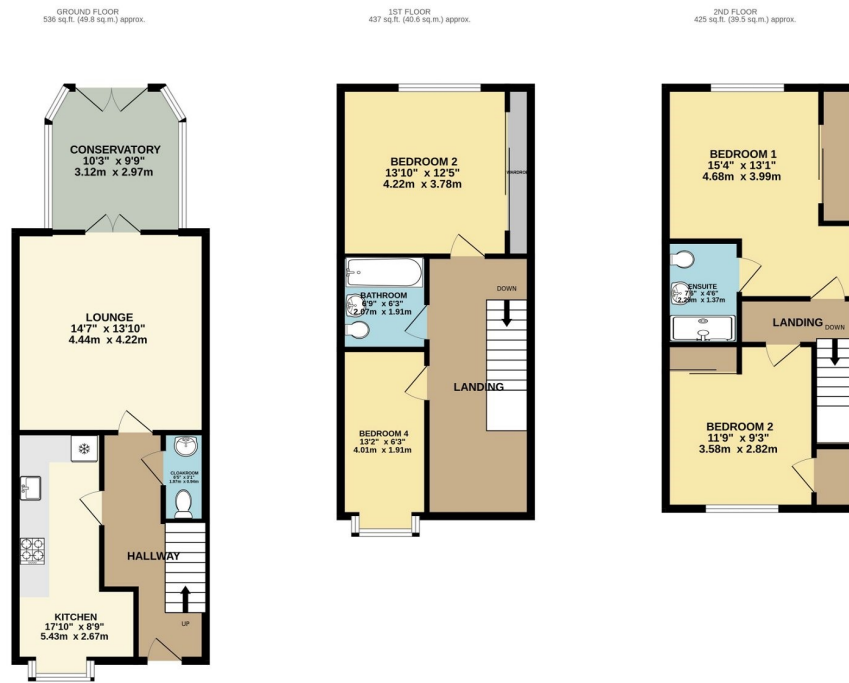 GROUND FLOOR
536 sq.ft. (49.8 sq.m.) approx.
CONSERVATORY
10'3" x 9'9"
3.12m x 2.97m
LOUNGE
14'7" x 13'10"
4.44m x 4.22m
CLOAKROOM
HALLWAY
KITCHEN
17'10" x 8'9"
5.43m x 2.67m
UP
1ST FLOOR
437 sq.ft. (40.6 sq.m.) approx.
BEDROOM 2
13'10" x 12'5"
4.22m x 3.78m
BATHROOM
6'9" x 6'3"
2.07m x 1.91m
DOWN
LANDING
BEDROOM 4
13'2" x 6'3"
4.01m x 1.91m
2ND FLOOR
425 sq.ft. (39.5 sq.m.) approx.
BEDROOM 1
15'4" x 13'1"
4.68m x 3.99m
ENSUITE
7'6" x 4'6"
2.29m x 1.37m
LANDING
DOWN
BEDROOM 2
11'9" x 9'3"
3.58m x 2.82m